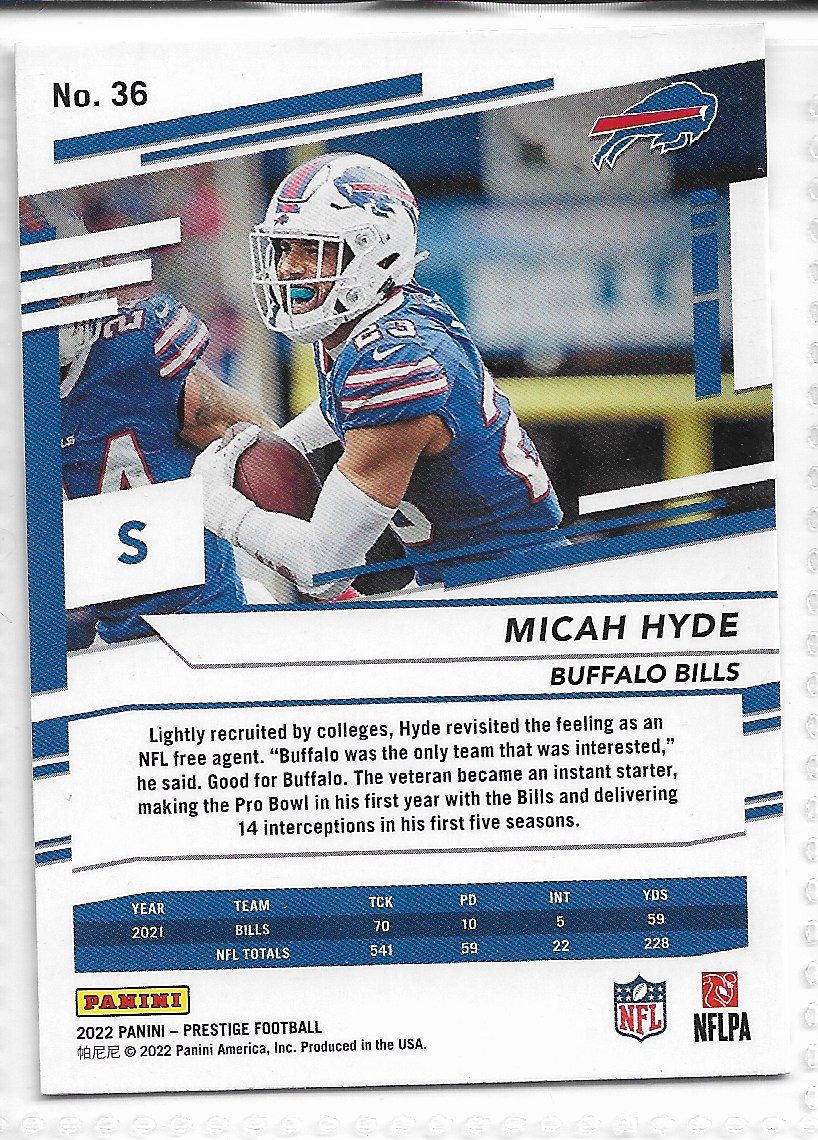 No. 36
23
S
MICAH HYDE
BUFFALO BILLS
Lightly recruited by colleges, Hyde revisited the feeling as an
NFL free agent. “Buffalo was the only team that was interested,”
he said. Good for Buffalo. The veteran became an instant starter,
making the Pro Bowl in his first year with the Bills and delivering
14 interceptions in his first five seasons.
YEAR TEAM TCK PD INT YDS
2021 BILLS 70 10 5 59
NFL TOTALS 541 59 22 228
PANINI
2022 PANINI – PRESTIGE FOOTBALL
帕尼尼 © 2022 Panini America, Inc. Produced in the USA.
NFL
NFLPA